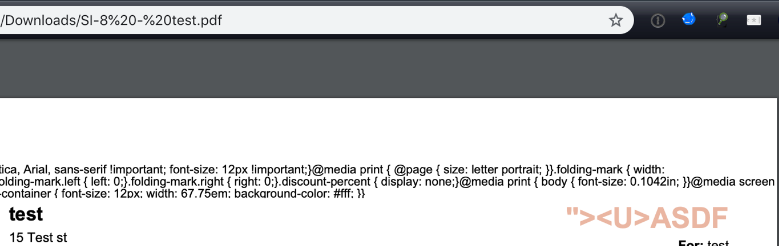 /Downloads/SI-8%20-%20test.pdf
tica, Arial, sans-serif !important; font-size: 12px !important;}@media print { @page { size: letter portrait; }}.folding-mark { width:
olding-mark.left { left: 0;}.folding-mark.right { right: 0;}.discount-percent { display: none;}@media print { body { font-size: 0.1042in; }}@media screen
-container { font-size: 12px; width: 67.75em; background-color: #fff; }}
test
"><U>ASDF
15 Test st
For: test